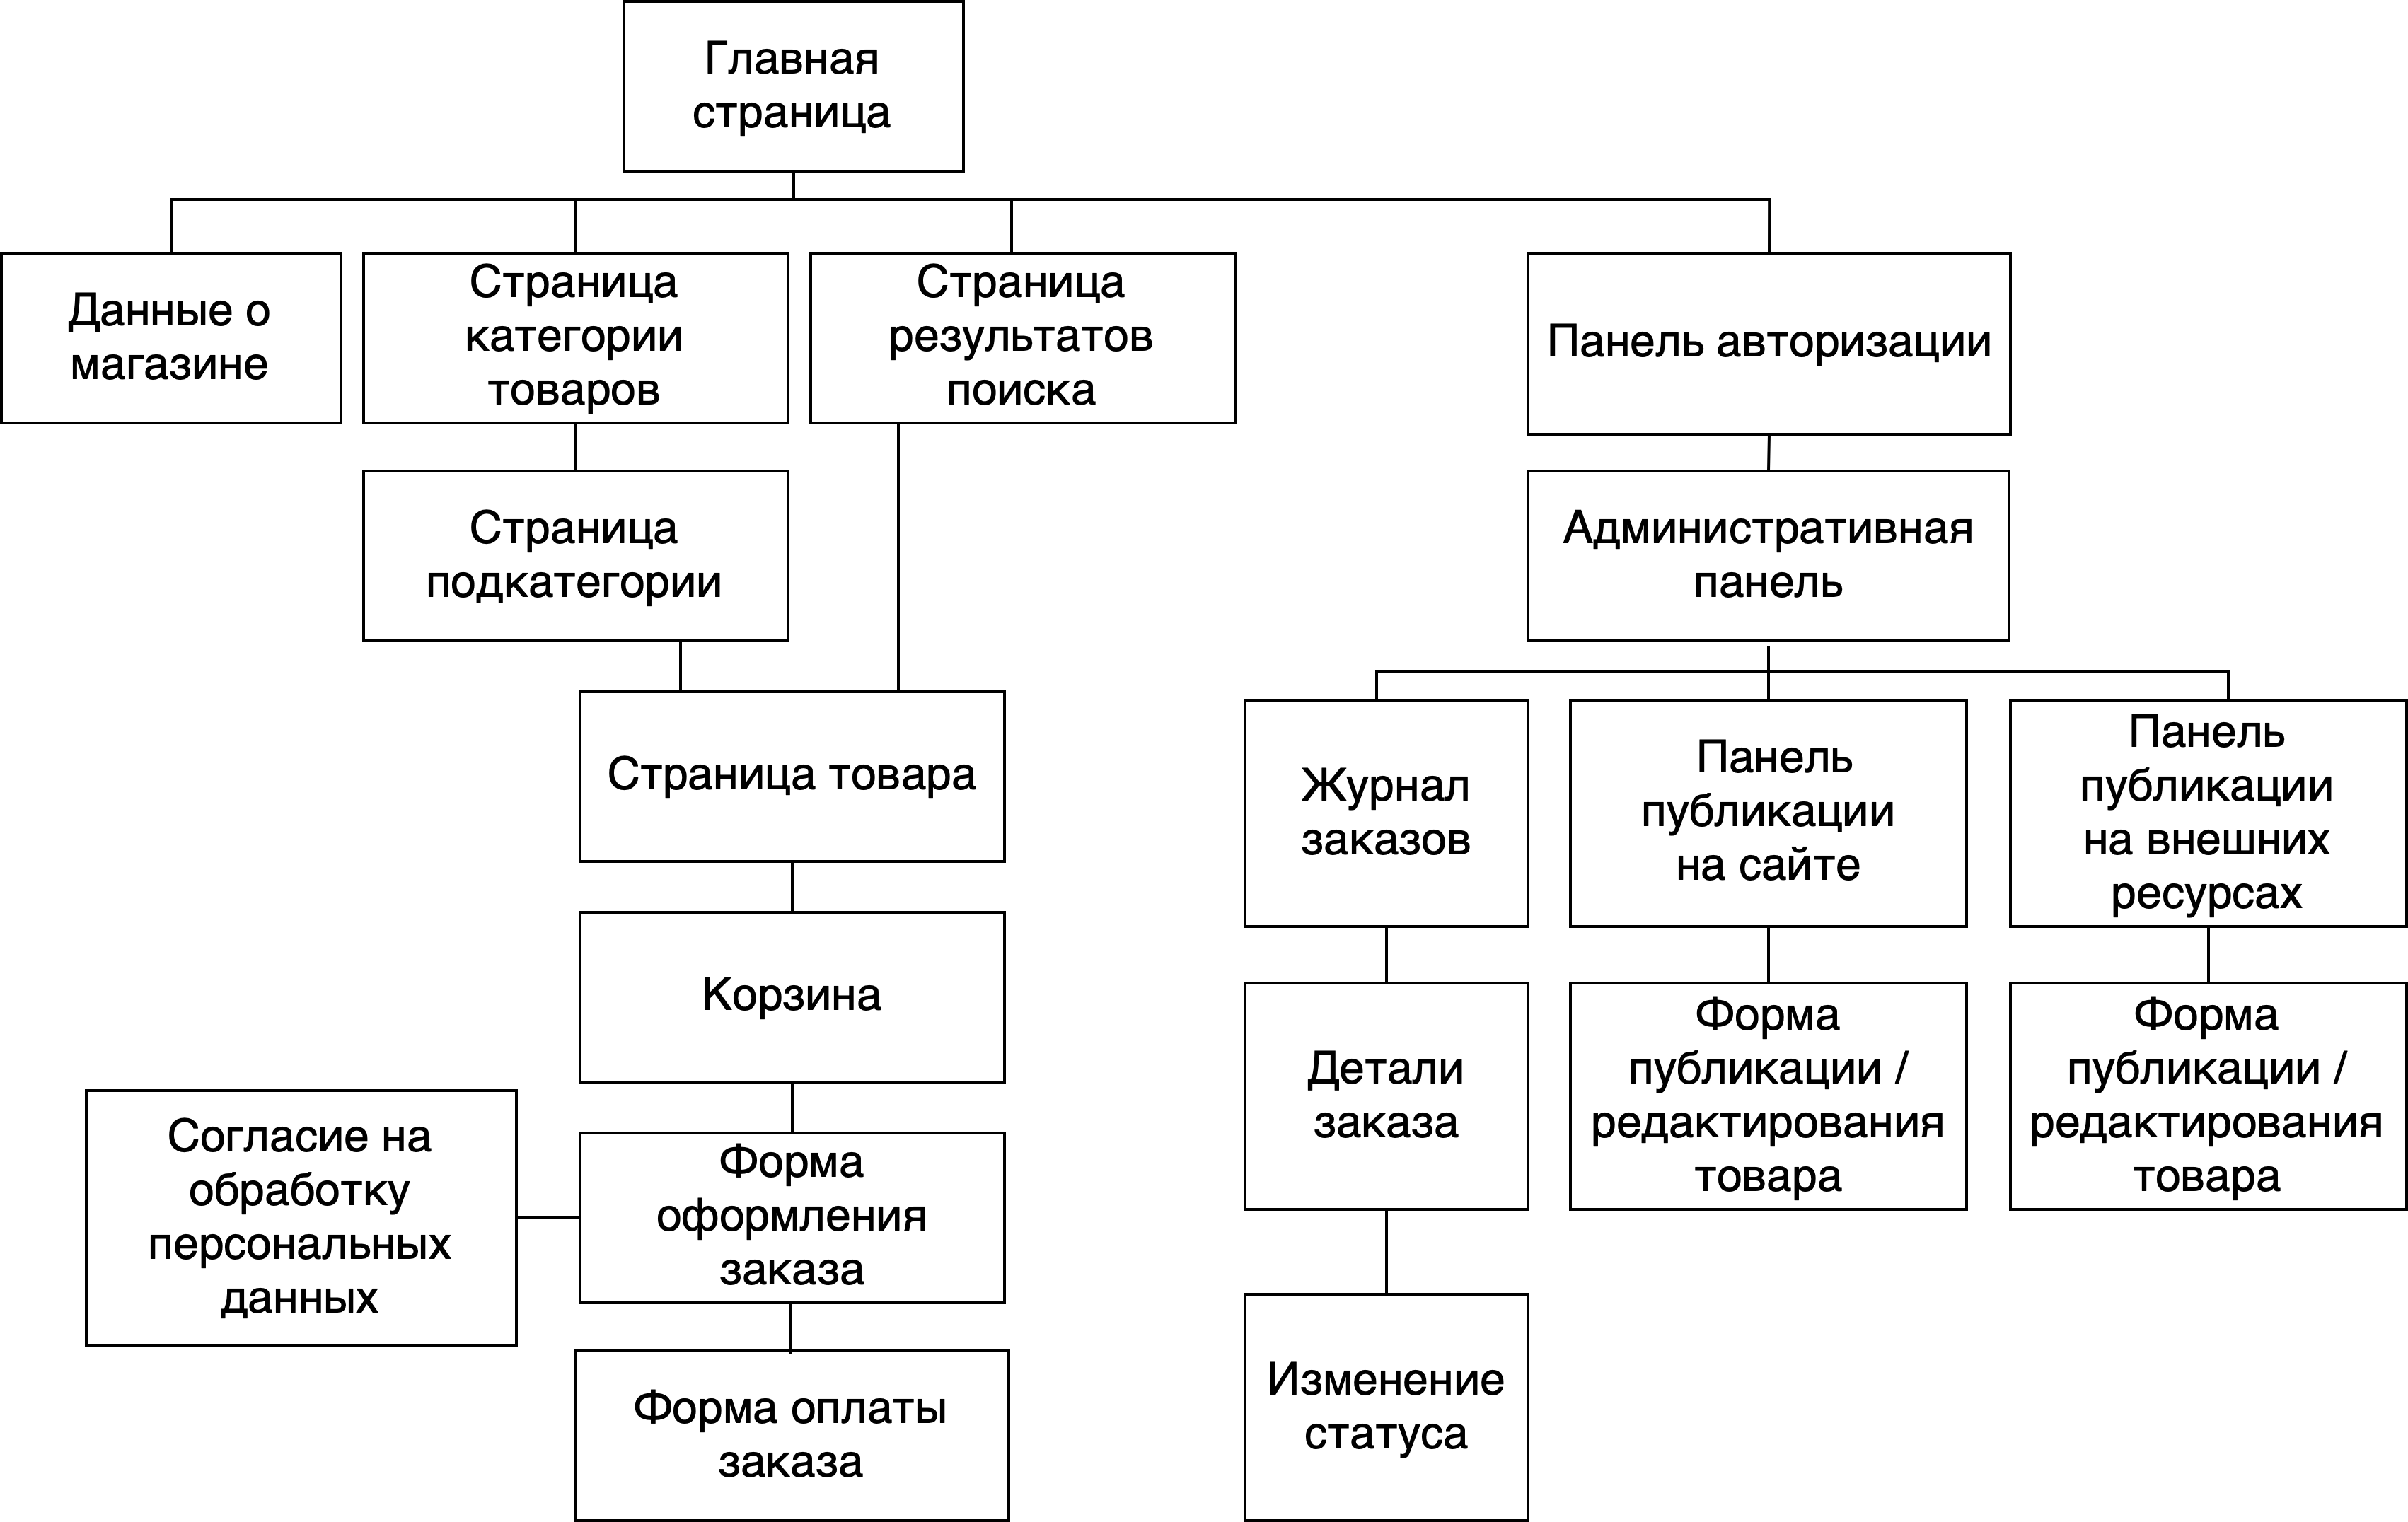 Главная
страница
Данные о
магазине
Страница
категории
товаров
Страница
результатов
поиска
Панель авторизации
Страница
подкатегории
Административная
панель
Страница товара
Журнал
заказов
Панель
публикации
на сайте
Панель
публикации
на внешних
ресурсах
Корзина
Детали
заказа
Форма
публикации /
редактирования
товара
Форма
публикации /
редактирования
товара
Согласие на
обработку
персональных
данных
Форма
оформления
заказа
Форма оплаты
заказа
Изменение
статуса